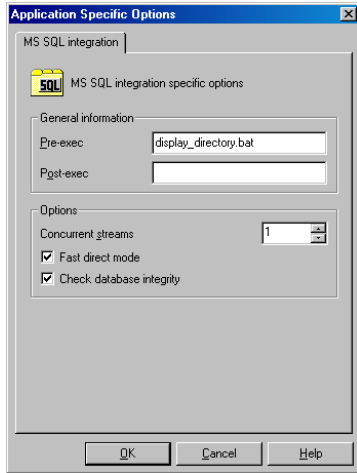 Application Specific Options
MS SQL integration
SQL
MS SQL integration specific options
General information
Pre-exec
display_directory.bat
Post-exec
Options
Concurrent streams
1
Fast direct mode
Check database integrity
OK
Cancel
Help